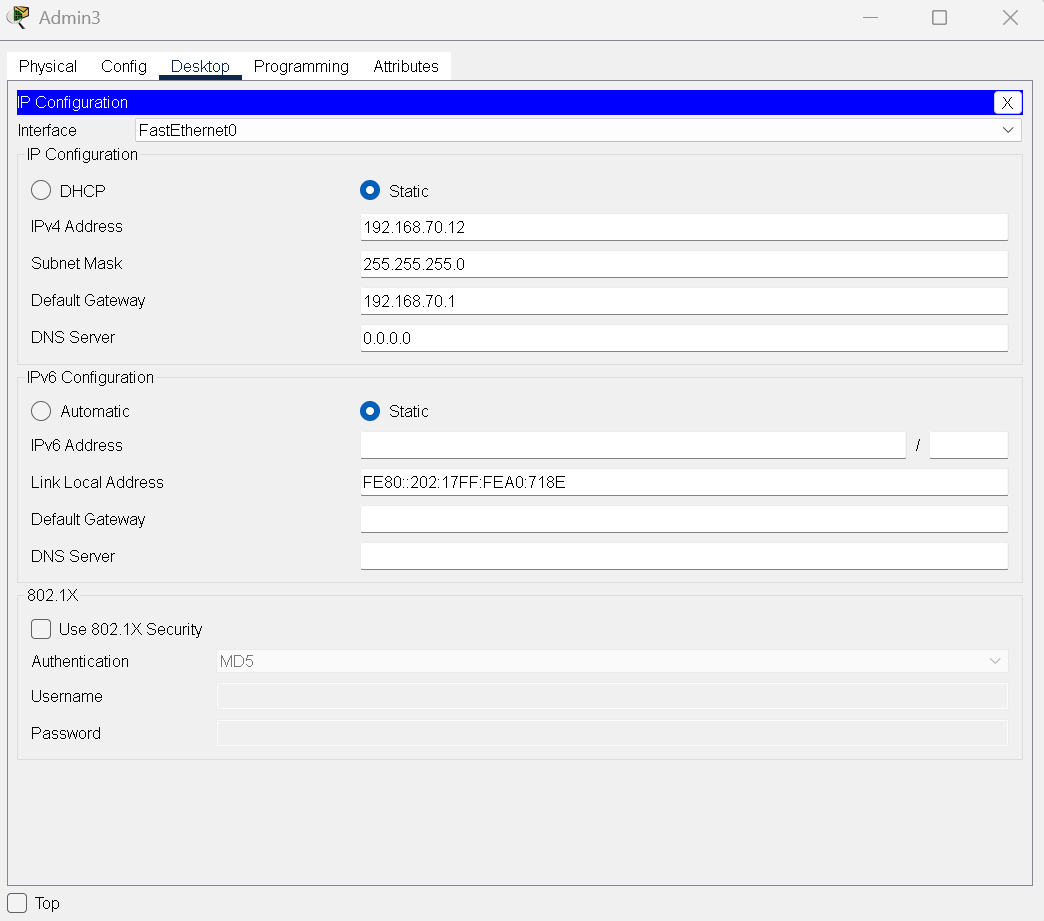 Admin3
Physical Config Desktop Programming Attributes
IP Configuration X
Interface FastEthernet0
IP Configuration
DHCP Static
IPv4 Address 192.168.70.12
Subnet Mask 255.255.255.0
Default Gateway 192.168.70.1
DNS Server 0.0.0.0
IPv6 Configuration
Automatic Static
IPv6 Address /
Link Local Address FE80::202:17FF:FEA0:718E
Default Gateway
DNS Server
802.1X
Use 802.1X Security
Authentication MD5
Username
Password
Top